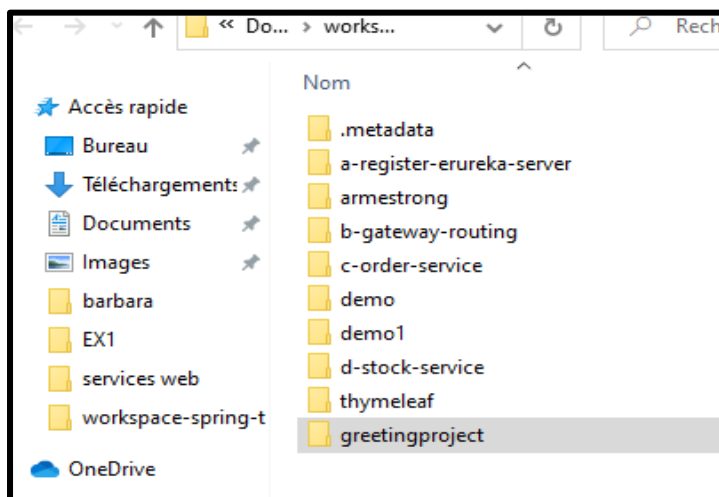 « Do... > works...
Rech
Nom
Accès rapide
Bureau
Téléchargements
Documents
Images
barbara
EX1
services web
workspace-spring-t
OneDrive
.metadata
a-register-erureka-server
armestrong
b-gateway-routing
c-order-service
demo
demo1
d-stock-service
thymeleaf
greetingproject